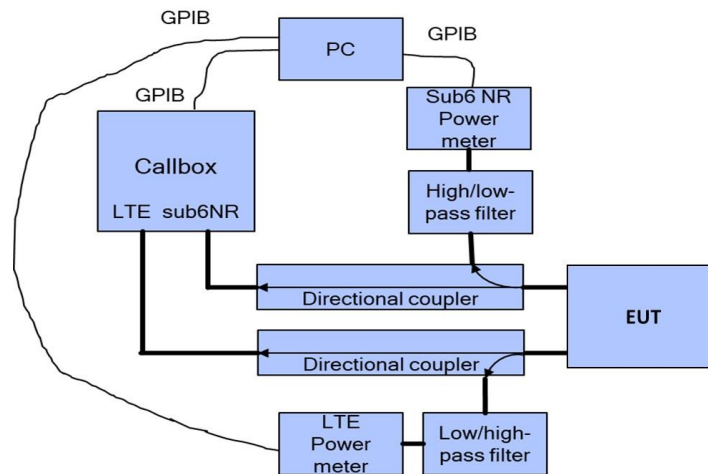 GPIB
PC
GPIB
GPIB
Sub6 NR
Power
meter
Callbox
LTE sub6NR
High/low-
pass filter
Directional coupler
EUT
Directional coupler
LTE
Power
meter
Low/high-
pass filter